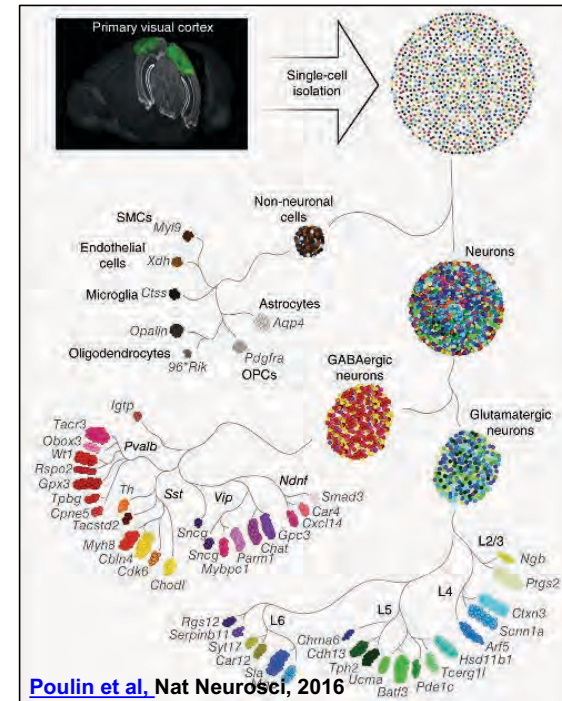 Primary visual cortex
Single-cell
isolation
Non-neuronal
cells
SMCs
Myl9
Endothelial
cells
Xdh
Neurons
Microglia
Ctss
Astrocytes
Aqp4
Opalin
Oligodendrocytes
96*Rik
Pdgfra
OPCs
GABAergic
neurons
Glutamatergic
neurons
Igtp
Tacr3
Obox3
Pvalb
Wt1
Rspo2
Gpx3
Tpbg
Cpne5
Th
Tacstd2
Sst
Vip
Ndnf
Smad3
Car4
Cxcl14
Gpc3
Chat
Parm1
Mybpc1
Sncg
Sncg
Myh8
Cbln4
Cdk6
Chodl
L2/3
Ngb
Ptgs2
L4
Ctxn3
Scnn1a
Arf5
Hsd11b1
L5
Tcerg1l
Pde1c
Batf3
Ucma
Tph2
Cdh13
Chrna6
L6
Rgs12
Serpinb11
Syt17
Car12
Sla
Poulin et al, Nat Neurosci, 2016